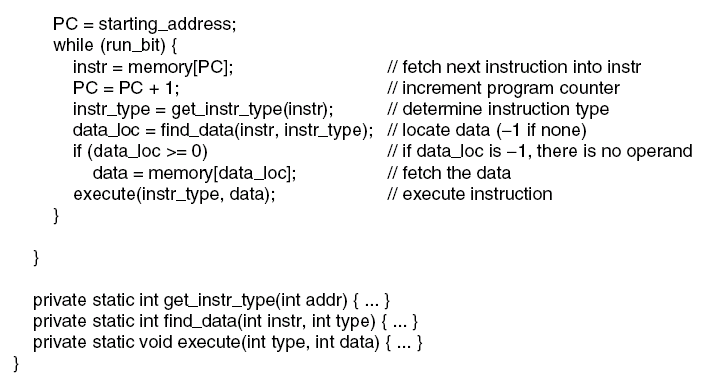 PC = starting_address;
while (run_bit) {
instr = memory[PC]; // fetch next instruction into instr
PC = PC + 1; // increment program counter
instr_type = get_instr_type(instr); // determine instruction type
data_loc = find_data(instr, instr_type); // locate data (−1 if none)
if (data_loc >= 0) // if data_loc is −1, there is no operand
data = memory[data_loc]; // fetch the data
execute(instr_type, data); // execute instruction
}
}
private static int get_instr_type(int addr) { ... }
private static int find_data(int instr, int type) { ... }
private static void execute(int type, int data) { ... }
}